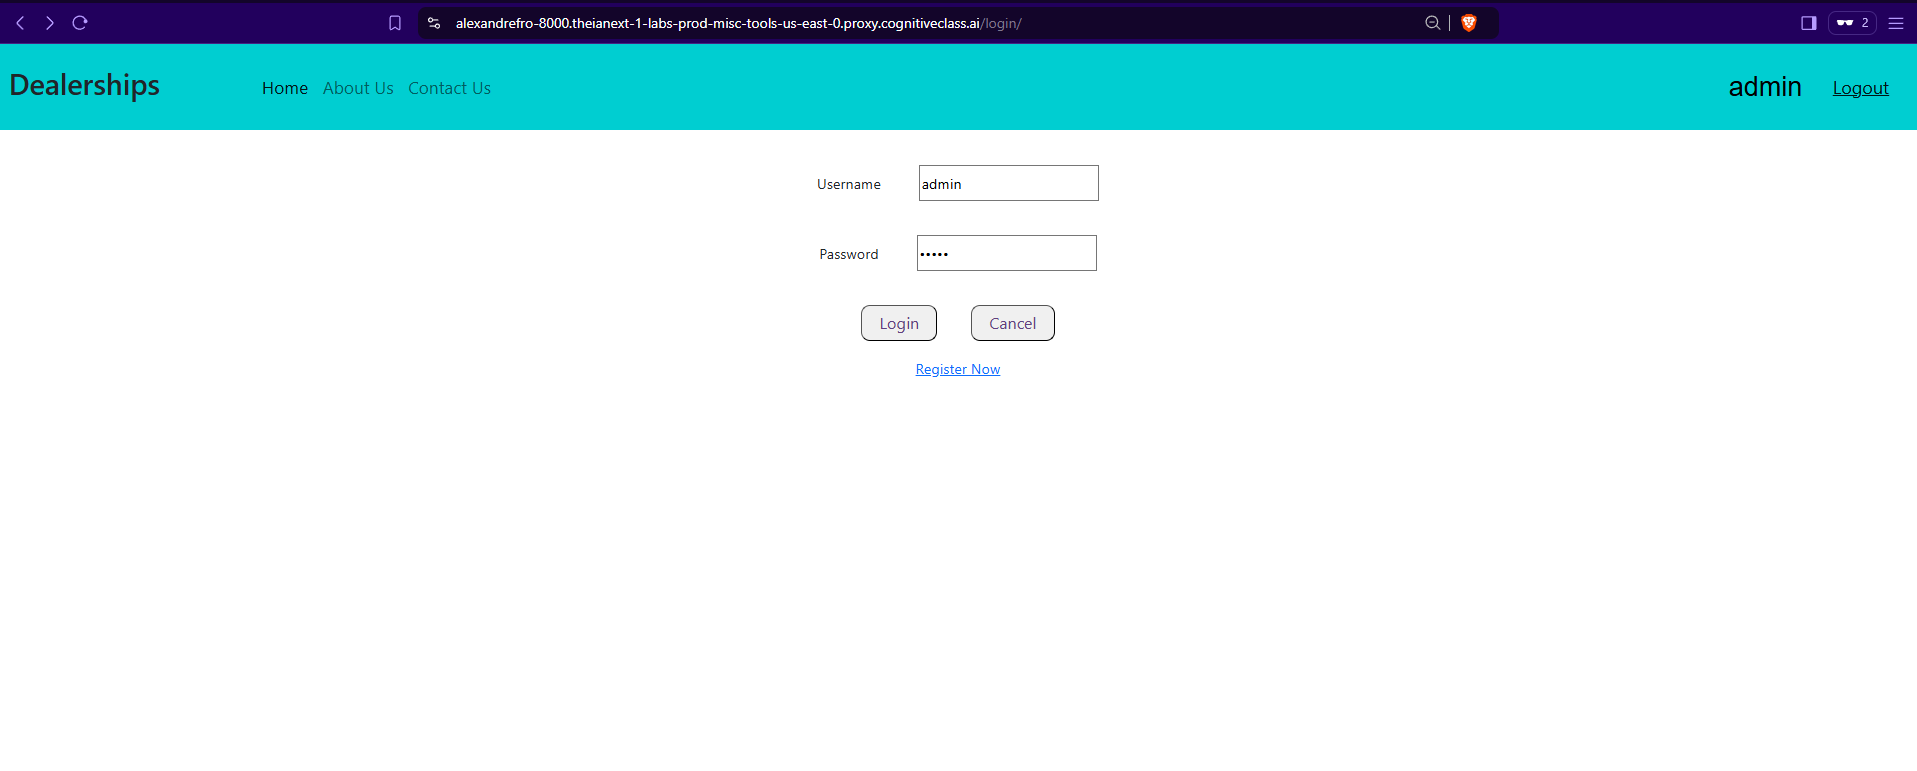 alexandrefro-8000.theianext-1-labs-prod-misc-tools-us-east-0.proxy.cognitiveclass.ai/login/
2
Dealerships Home About Us Contact Us admin Logout
Username admin
Password •••••
Login Cancel
Register Now